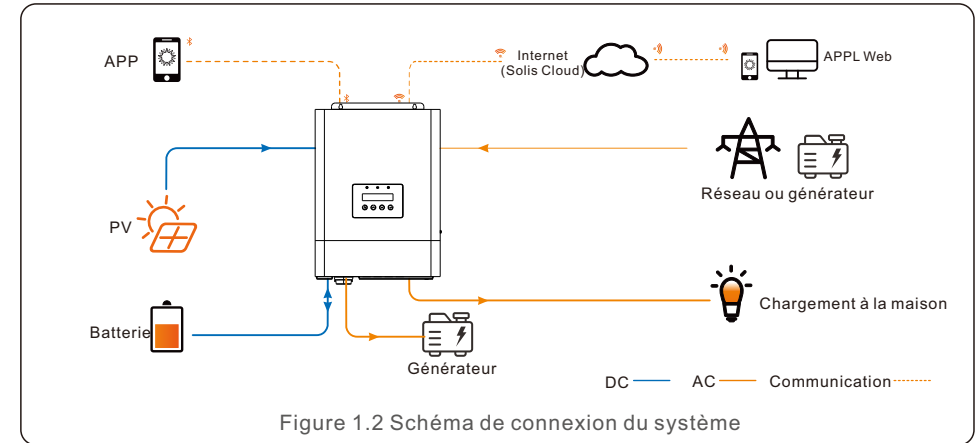 APP
Internet
(Solis Cloud)
APPL Web
Réseau ou générateur
PV
Chargement à la maison
Batterie
Générateur
DC
AC
Communication
Figure 1.2 Schéma de connexion du système